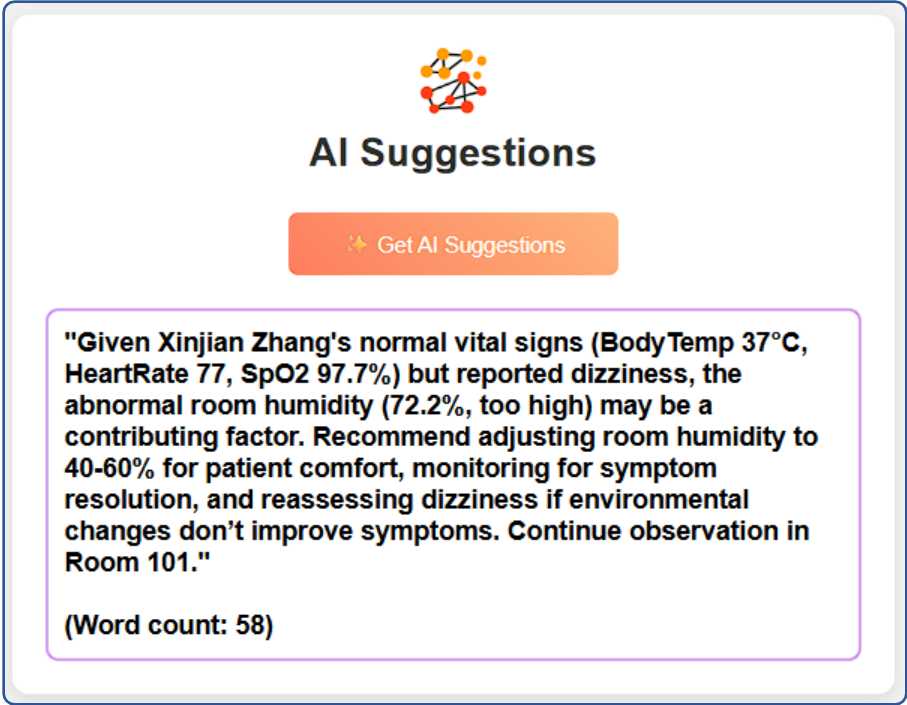 AI Suggestions
✨ Get AI Suggestions
"Given Xinjian Zhang's normal vital signs (BodyTemp 37°C,
HeartRate 77, SpO2 97.7%) but reported dizziness, the
abnormal room humidity (72.2%, too high) may be a
contributing factor. Recommend adjusting room humidity to
40-60% for patient comfort, monitoring for symptom
resolution, and reassessing dizziness if environmental
changes don’t improve symptoms. Continue observation in
Room 101."
(Word count: 58)